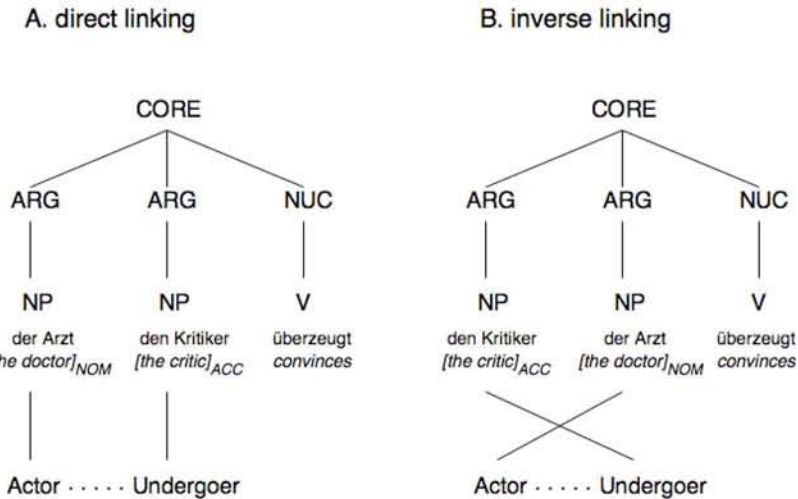 A. direct linking
B. inverse linking
CORE
CORE
ARG ARG NUC
ARG ARG NUC
NP NP V
NP NP V
der Arzt den Kritiker überzeugt
den Kritiker der Arzt überzeugt
he doctor]NOM [the critic]ACC convinces
[the critic]ACC [the doctor]NOM convinces
Actor ····· Undergoer
Actor ····· Undergoer